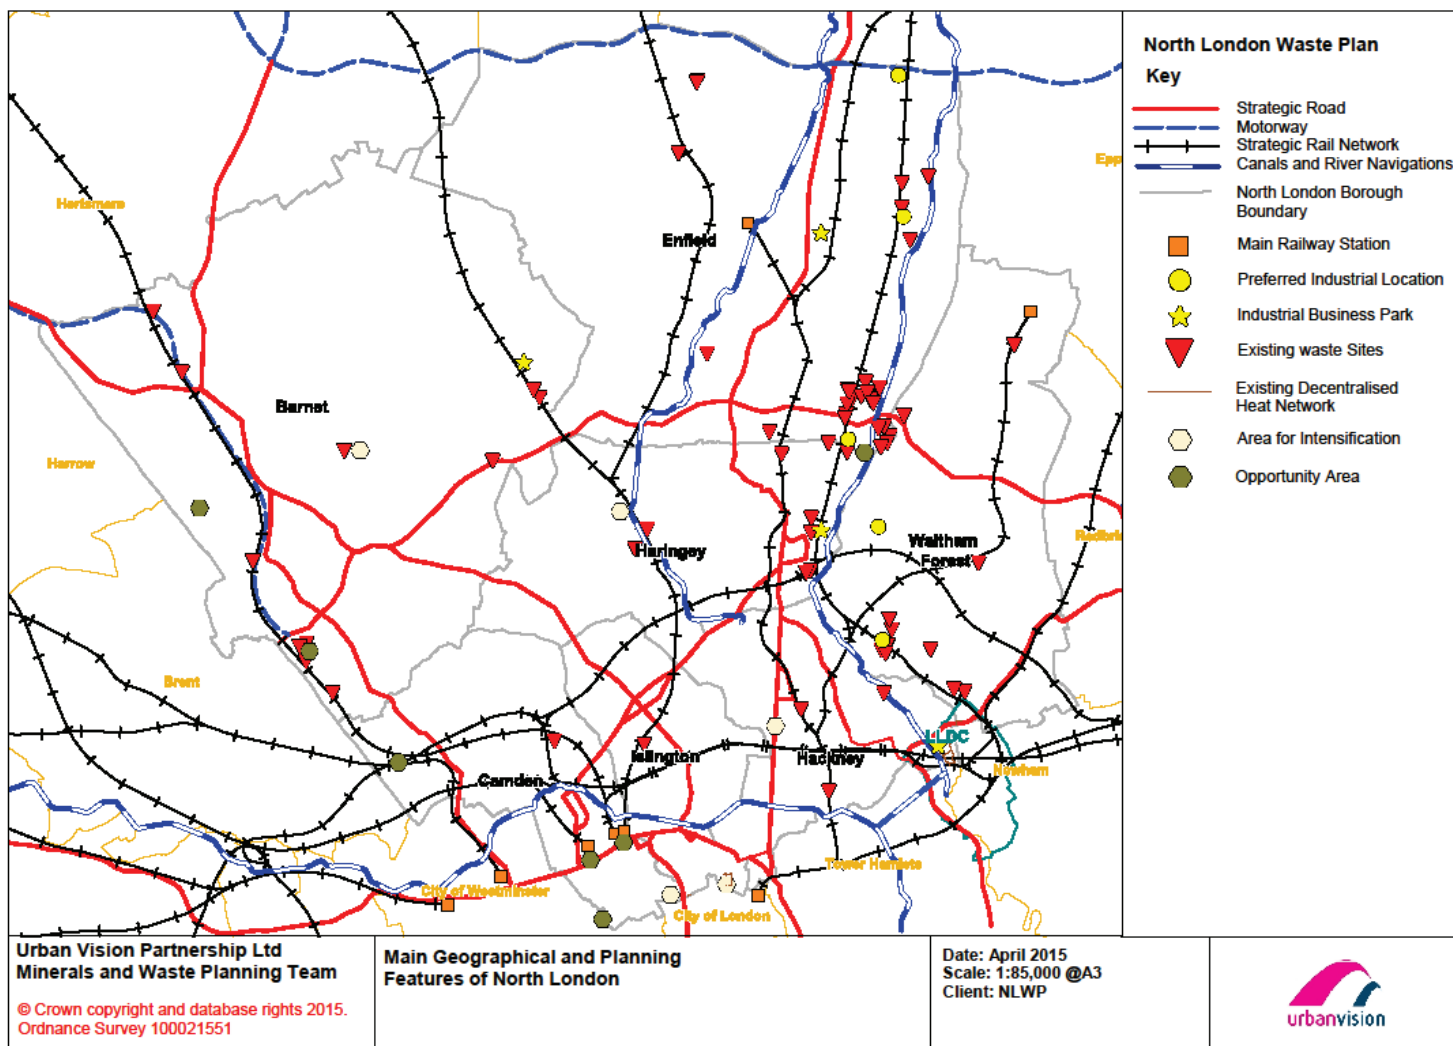 North London Waste Plan
Key
Strategic Road
Motorway
Strategic Rail Network
Canals and River Navigations
North London Borough
Boundary
Main Railway Station
Preferred Industrial Location
Industrial Business Park
Existing waste Sites
Existing Decentralised
Heat Network
Area for Intensification
Opportunity Area
Epp
Hertsmere
Enfield
Barnet
Harrow
Redbri
Waltham
Forest
Haringey
Brent
LLDC
Islington
Hackney
Newham
Camden
Tower Hamlets
City of Westminster
City of London
Urban Vision Partnership Ltd
Minerals and Waste Planning Team
© Crown copyright and database rights 2015.
Ordnance Survey 100021551
Main Geographical and Planning
Features of North London
Date: April 2015
Scale: 1:85,000 @A3
Client: NLWP
urbanvision